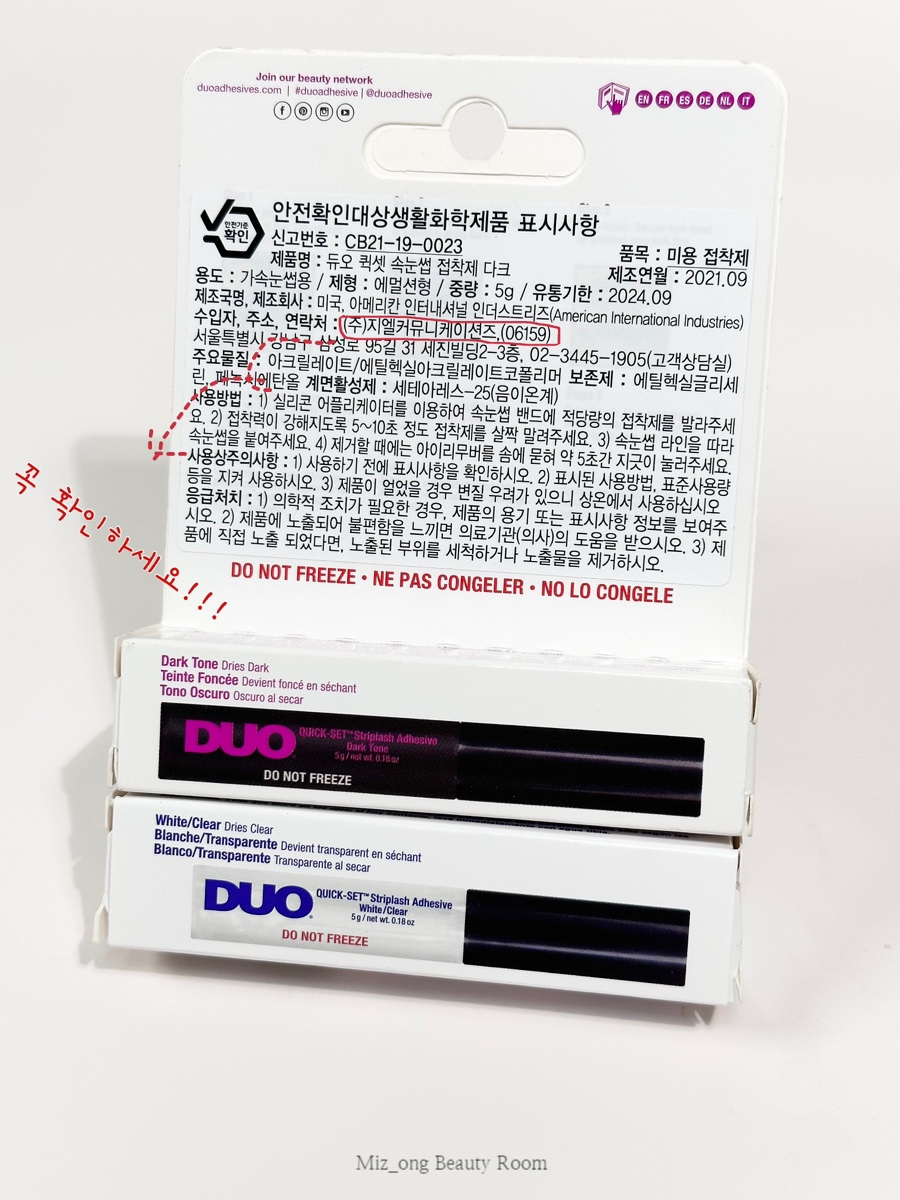 Join our beauty network
duoadhesives.com | #duoadhesive | @duoadhesive
EN FR ES DE NL IT
안전기준
확인
안전확인대상생활화학제품 표시사항
신고번호 : CB21-19-0023
품목 : 미용 접착제
제품명 : 듀오 퀵셋 속눈썹 접착제 다크
제조연월 : 2021.09
용도 : 가속눈썹용 / 제형 : 에멀션형 / 중량 : 5g / 유통기한 : 2024.09
제조국명, 제조회사 : 미국, 아메리칸 인터내셔널 인더스트리즈(American International Industries)
수입자, 주소, 연락처 : (주)지엘커뮤니케이션즈,(06159)
서울특별시 강남구 삼성로 95길 31 세진빌딩2-3층, 02-3445-1905(고객상담실)
주요물질 : 아크릴레이트/에틸헥실아크릴레이트코폴리머 보존제 : 에틸헥실글리세
린, 페녹시에탄올 계면활성제 : 세테아레스-25(음이온계)
사용방법 : 1) 실리콘 어플리케이터를 이용하여 속눈썹 밴드에 적당량의 접착제를 발라주세
요. 2) 접착력이 강해지도록 5~10초 정도 접착제를 살짝 말려주세요. 3) 속눈썹 라인을 따라
속눈썹을 붙여주세요. 4) 제거할 때에는 아이리무버를 솜에 묻혀 약 5초간 지긋이 눌러주세요.
사용상주의사항 : 1) 사용하기 전에 표시사항을 확인하시오. 2) 표시된 사용방법, 표준사용량
등을 지켜 사용하시오. 3) 제품이 얼었을 경우 변질 우려가 있으니 상온에서 사용하십시오
응급처치 : 1) 의학적 조치가 필요한 경우, 제품의 용기 또는 표시사항 정보를 보여주
시오. 2) 제품에 노출되어 불편함을 느끼면 의료기관(의사)의 도움을 받으시오. 3) 제
품에 직접 노출 되었다면, 노출된 부위를 세척하거나 노출물을 제거하시오.
꼭 확인하세요!!!
DO NOT FREEZE • NE PAS CONGELER • NO LO CONGELE
Dark Tone Dries Dark
Teinte Foncée Devient foncé en séchant
Tono Oscuro Oscuro al secar
DUO QUICK-SET™ Striplash Adhesive
Dark Tone
5g / net wt. 0.18 oz
DO NOT FREEZE
White/Clear Dries Clear
Blanche/Transparente Devient transparent en séchant
Blanco/Transparente Transparente al secar
DUO QUICK-SET™ Striplash Adhesive
White/Clear
5g / net wt. 0.18 oz
DO NOT FREEZE
Miz_ong Beauty Room